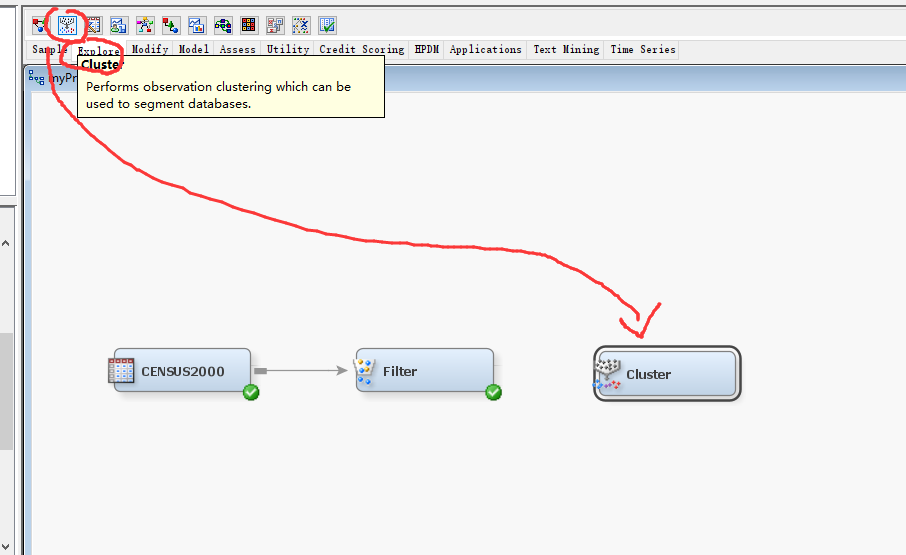 Sample Explore Modify Model Assess Utility Credit Scoring HPDM Applications Text Mining Time Series
Cluster
myPr
Performs observation clustering which can be
used to segment databases.
CENSUS2000
Filter
Cluster